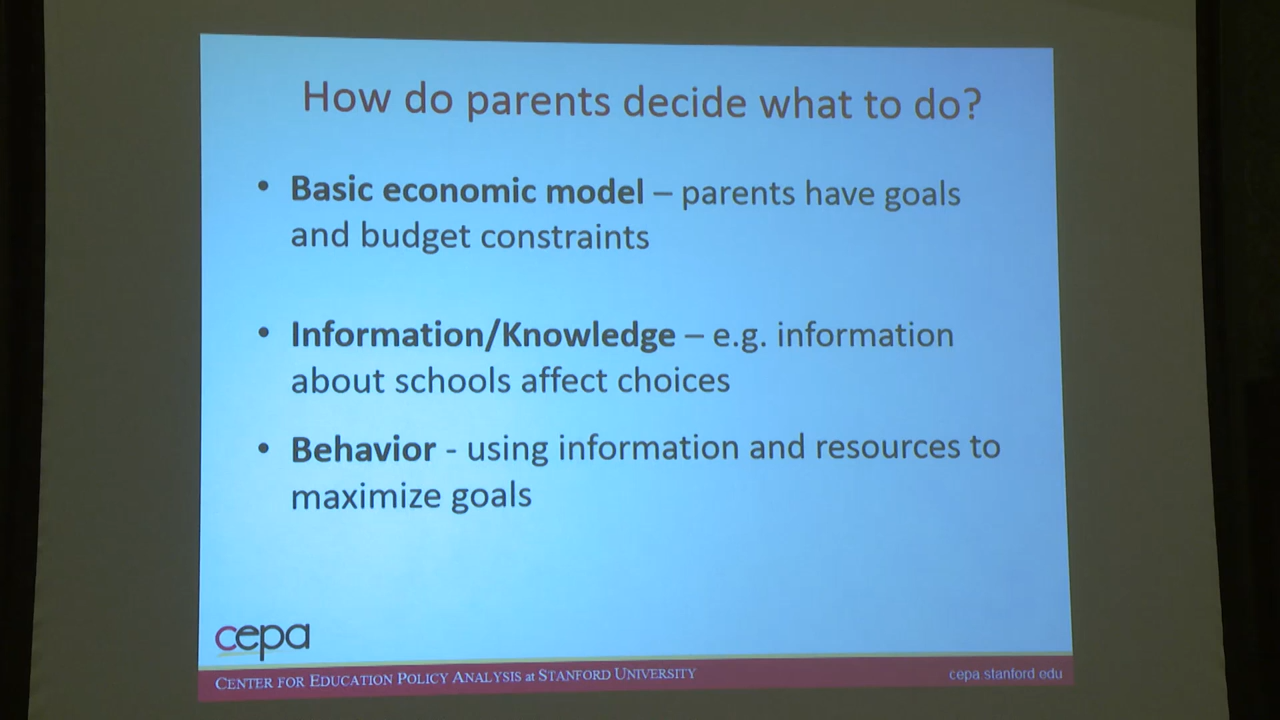 How do parents decide what to do?
• Basic economic model – parents have goals
and budget constraints
• Information/Knowledge – e.g. information
about schools affect choices
• Behavior - using information and resources to
maximize goals
cepa
CENTER FOR EDUCATION POLICY ANALYSIS at STANFORD UNIVERSITY
cepa stanford edu